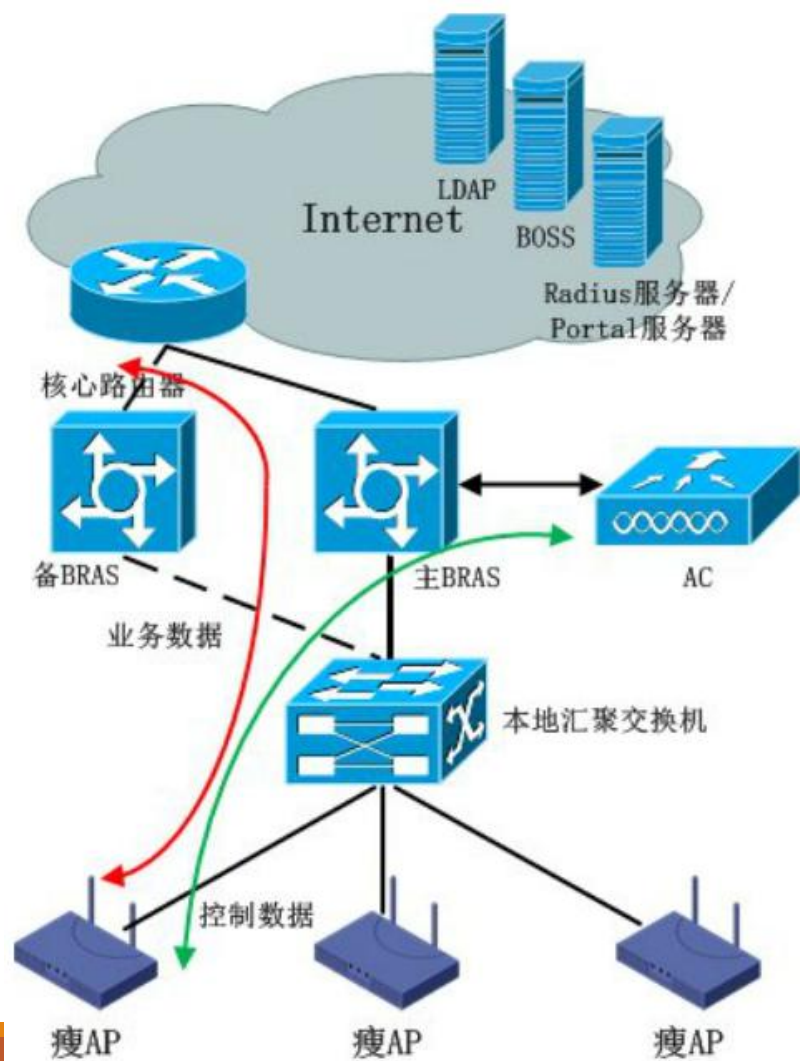 LDAP
Internet
BOSS
Radius服务器/
Portal服务器
核心路由器
备BRAS
主BRAS
AC
业务数据
本地汇聚交换机
控制数据
瘦AP
瘦AP
瘦AP